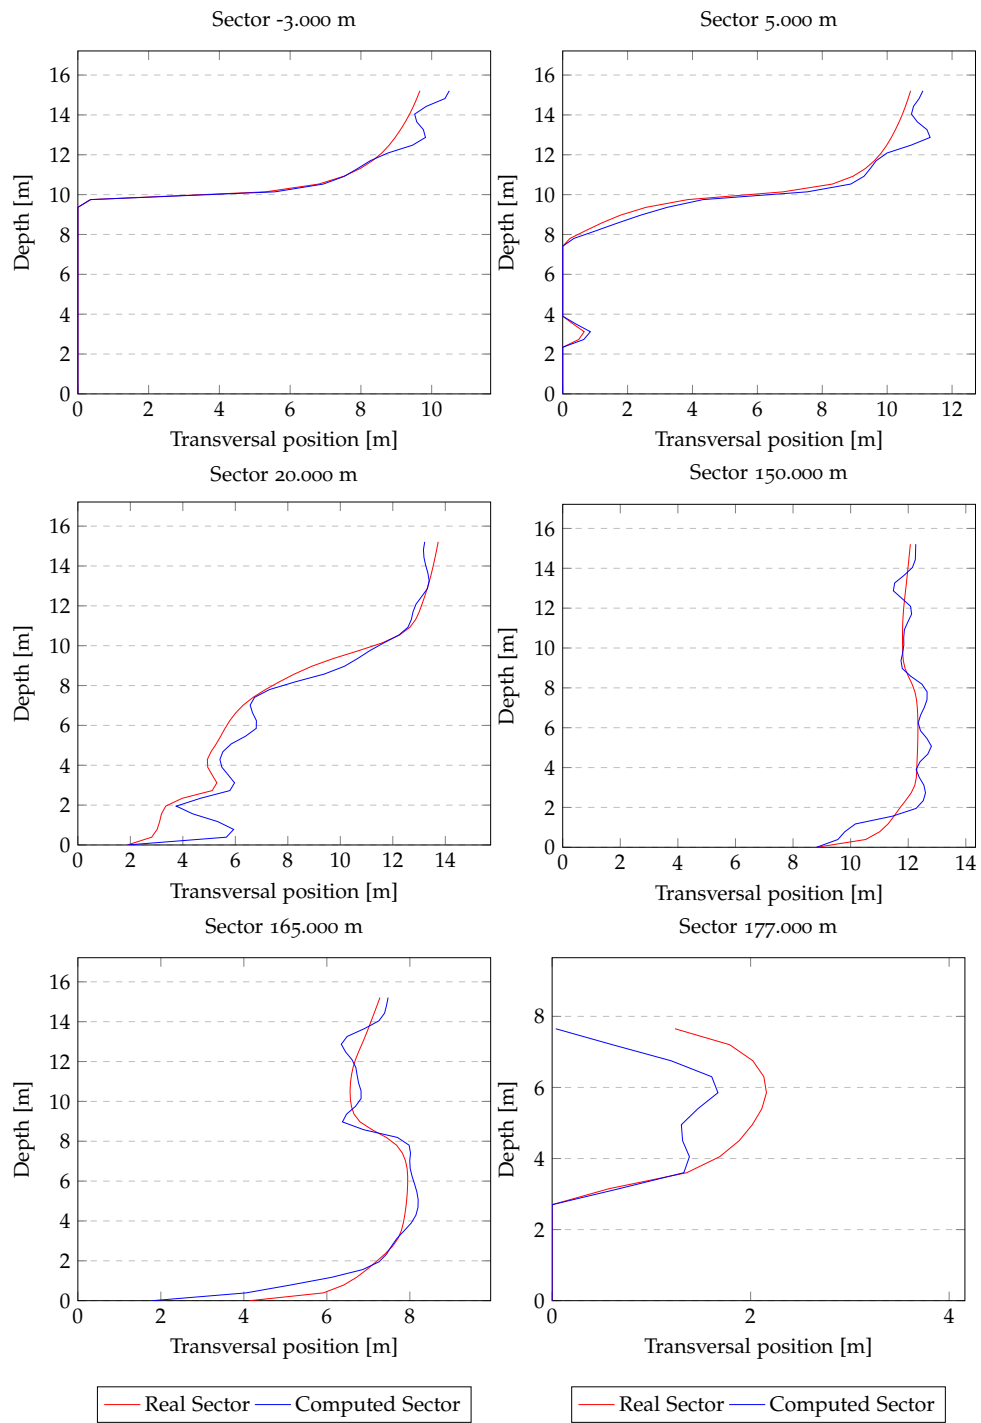 Sector -3.000 m
Sector 5.000 m
16
14
12
10
8
6
4
2
0
0 2 4 6 8 10
Depth [m]
Transversal position [m]
16
14
12
10
8
6
4
2
0
0 2 4 6 8 10 12
Depth [m]
Transversal position [m]
Sector 20.000 m
Sector 150.000 m
16
14
12
10
8
6
4
2
0
0 2 4 6 8 10 12 14
Depth [m]
Transversal position [m]
16
14
12
10
8
6
4
2
0
0 2 4 6 8 10 12 14
Depth [m]
Transversal position [m]
Sector 165.000 m
Sector 177.000 m
16
14
12
10
8
6
4
2
0
0 2 4 6 8
Depth [m]
Transversal position [m]
8
6
4
2
0
0 2 4
Depth [m]
Transversal position [m]
Real Sector Computed Sector
Real Sector Computed Sector